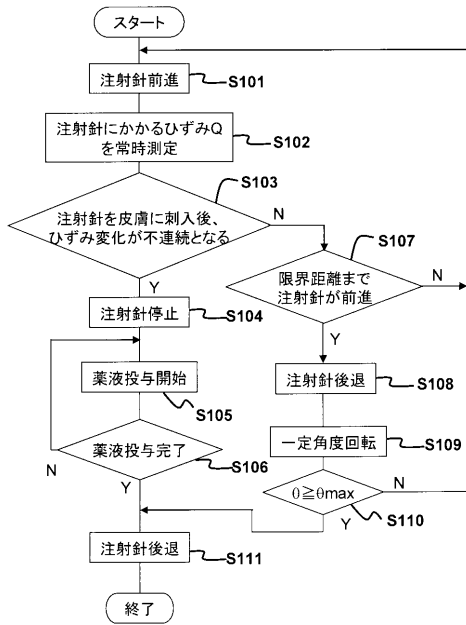 スタート
注射針前進
S101
注射針にかかるひずみQ
を常時測定
S102
S103
注射針を皮膚に刺入後、
ひずみ変化が不連続となる
N
Y
S107
限界距離まで
注射針が前進
N
Y
注射針停止
S104
薬液投与開始
S105
注射針後退
S108
一定角度回転
S109
薬液投与完了
S106
N
Y
θ≧θmax
N
Y
S110
注射針後退
S111
終了